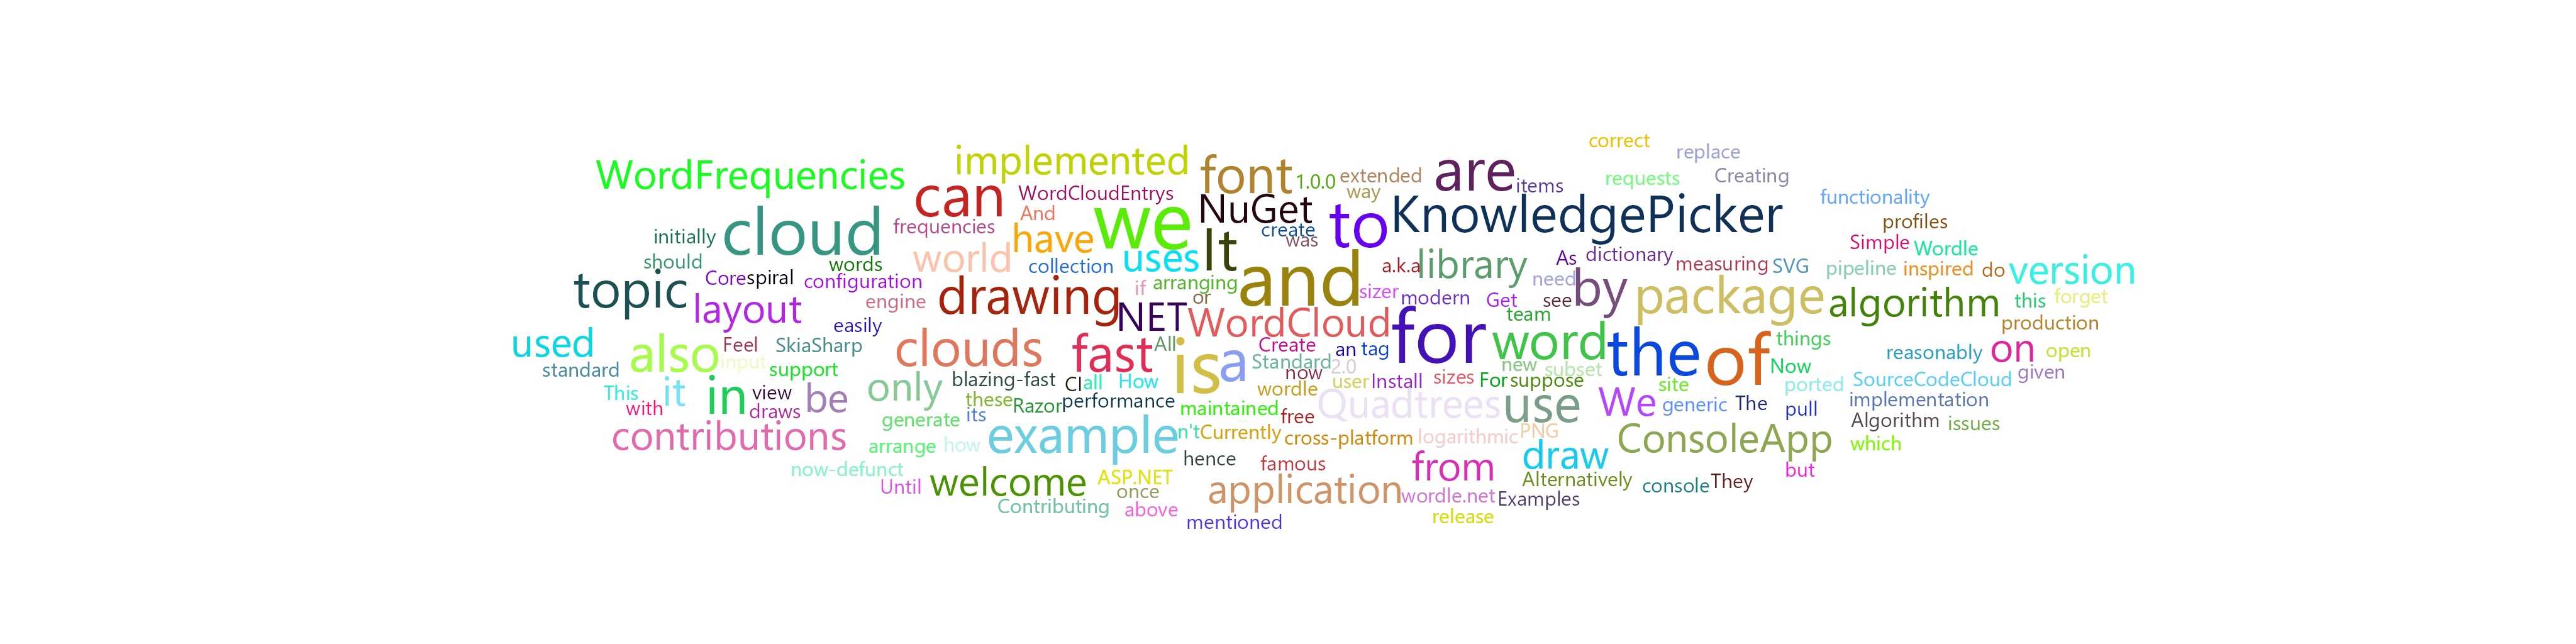 correct
implemented
replace
WordFrequencies
font
1.0.0
extended
are
items
requests
Creating
can
WordCloudEntrys
way
functionality
And
we
NuGet
to
KnowledgePicker
profiles
cloud
frequencies
have
create
was
It
initially
Simple
Wordle
should
words
world
collection
uses
and
a.k.a
library
As
dictionary
measuring
SVG
pipeline
inspired
do
version
Core
spiral
configuration
if
arranging
need
topic
layout
engine
drawing
or
sizer
modern
Get
see
by
package
algorithm
this
forget
easily
NET
WordCloud
team
production
used
also
Feel
SkiaSharp
clouds
fast
All
Create
an
tag
for
word
the
of
things
reasonably
on
open
standard
input
support
is
a
Standard
2.0
new
subset
Now
given
This
it
in
view
be
only
blazing-fast
CI
all
How
now
wordle
user
Install
sizes
For
suppose
site
ported
SourceCodeCloud
with
draws
these
its
Razor
performance
maintained
free
Quadtrees
use
We
generic
The
pull
implementation
contributions
generate
Algorithm
issues
arrange
how
example
n't
Currently
cross-platform
logarithmic
PNG
ConsoleApp
which
now-defunct
hence
famous
from
draw
but
Until
welcome
ASP.NET
once
application
wordle.net
Alternatively
Examples
console
They
Contributing
above
mentioned
release